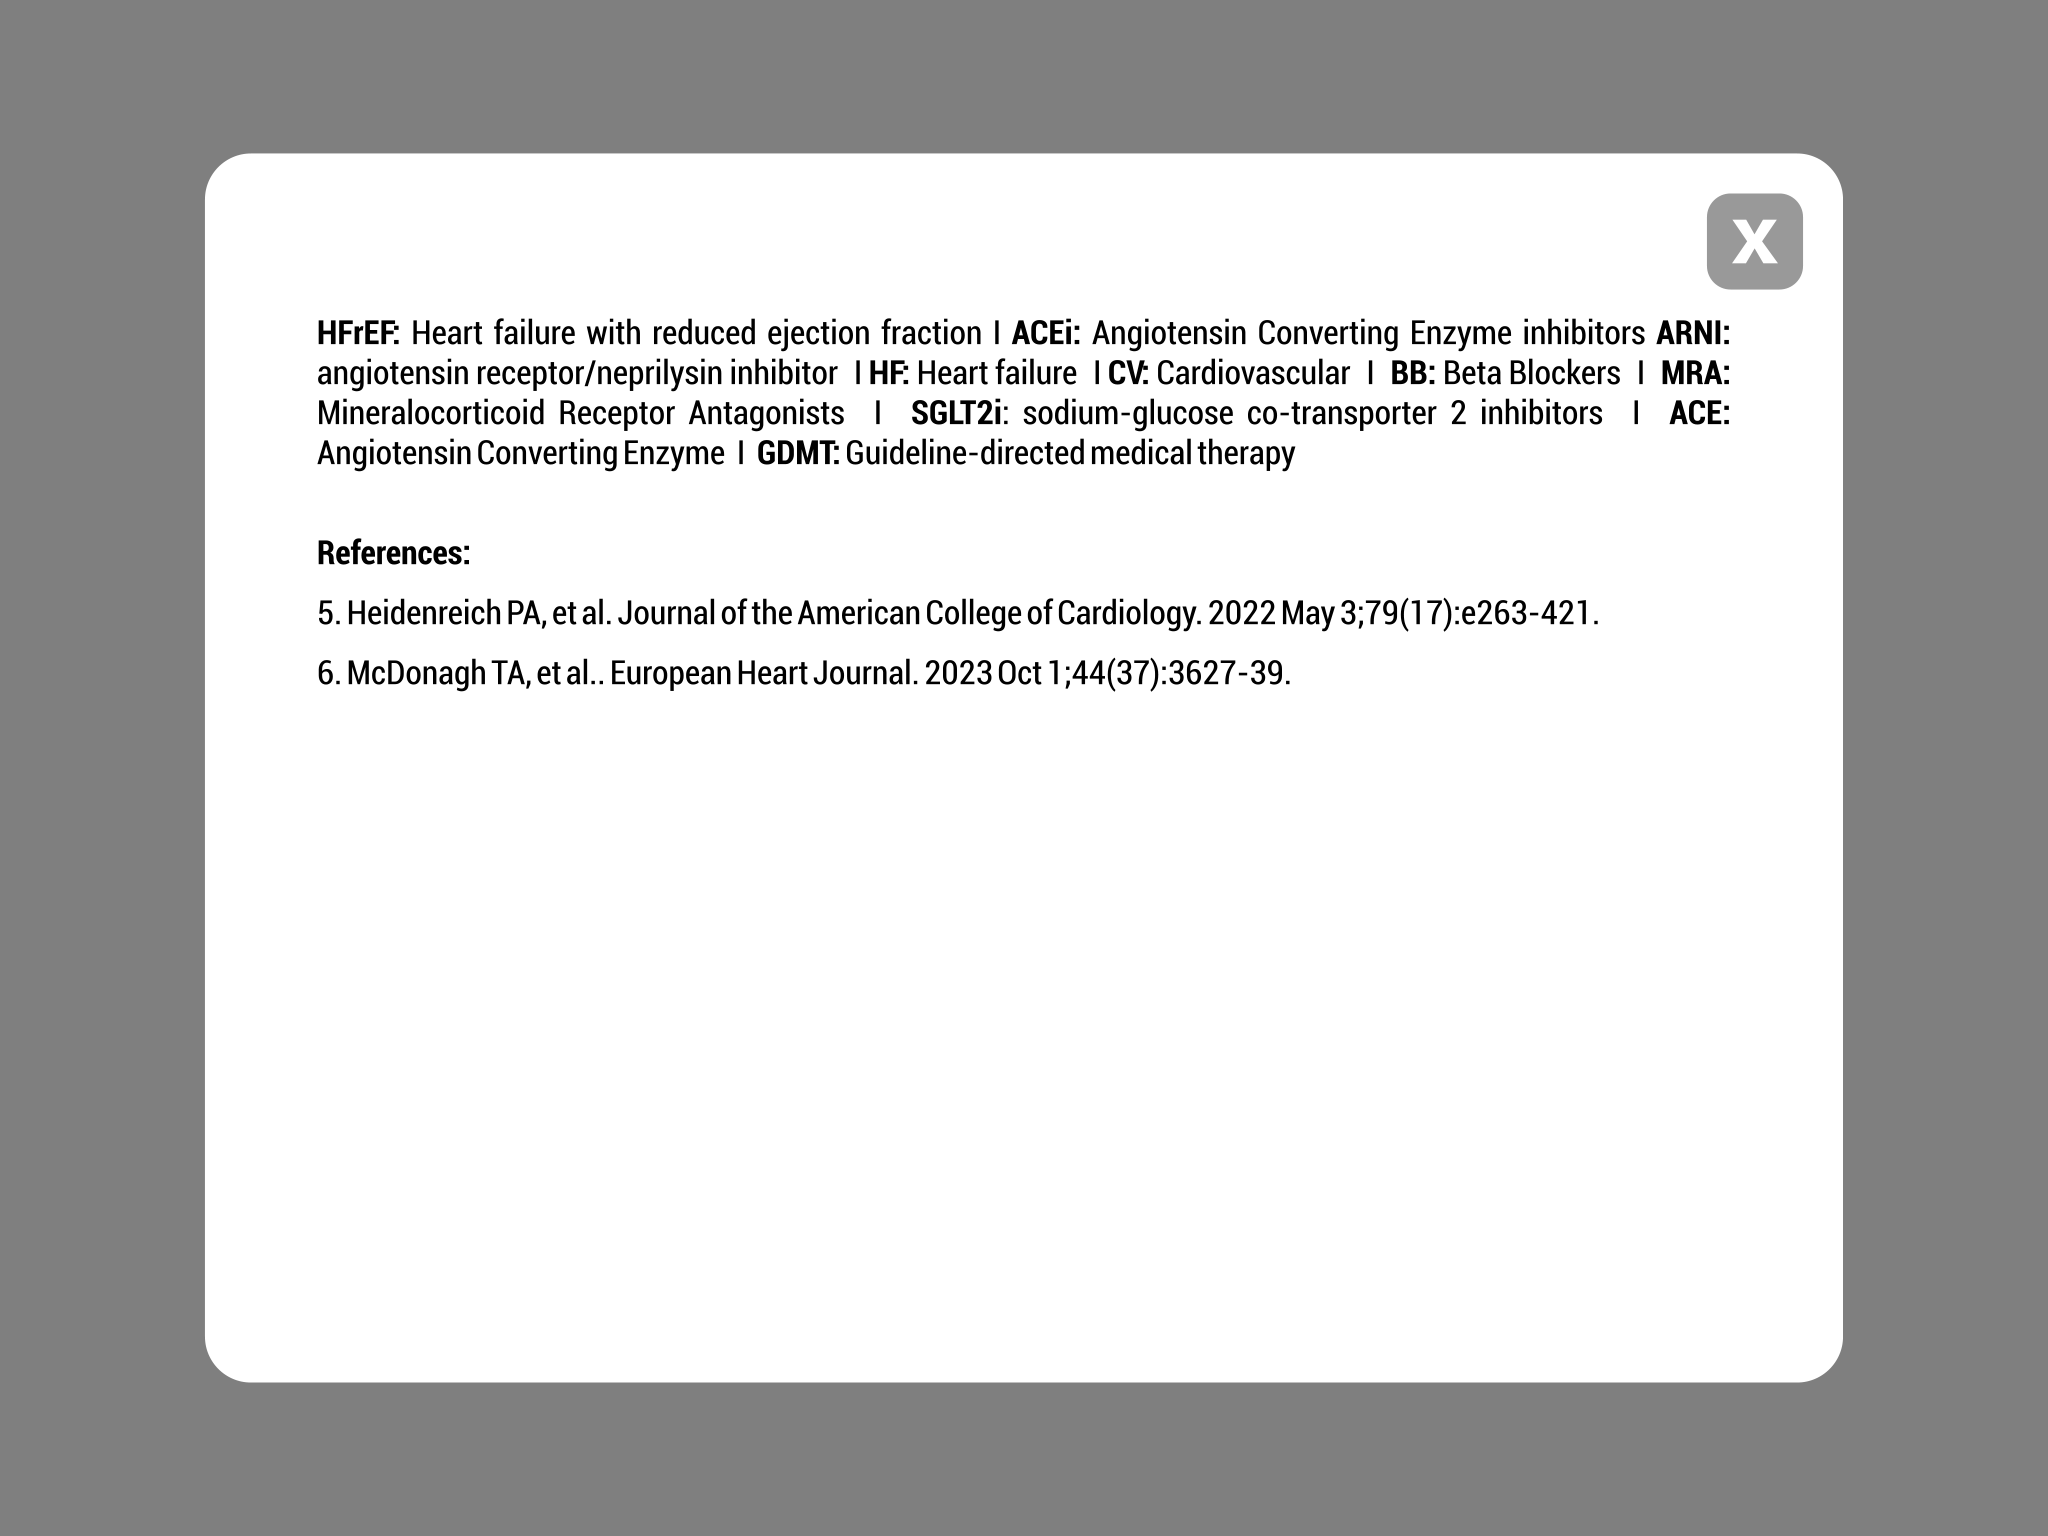 X
HFrEF: Heart failure with reduced ejection fraction I ACEi: Angiotensin Converting Enzyme inhibitors ARNI:
angiotensin receptor/neprilysin inhibitor I HF: Heart failure I CV: Cardiovascular I BB: Beta Blockers I MRA:
Mineralocorticoid Receptor Antagonists I SGLT2i: sodium-glucose co-transporter 2 inhibitors I ACE:
Angiotensin Converting Enzyme I GDMT: Guideline-directed medical therapy
References:
5. Heidenreich PA, et al. Journal of the American College of Cardiology. 2022 May 3;79(17):e263-421.
6. McDonagh TA, et al.. European Heart Journal. 2023 Oct 1;44(37):3627-39.